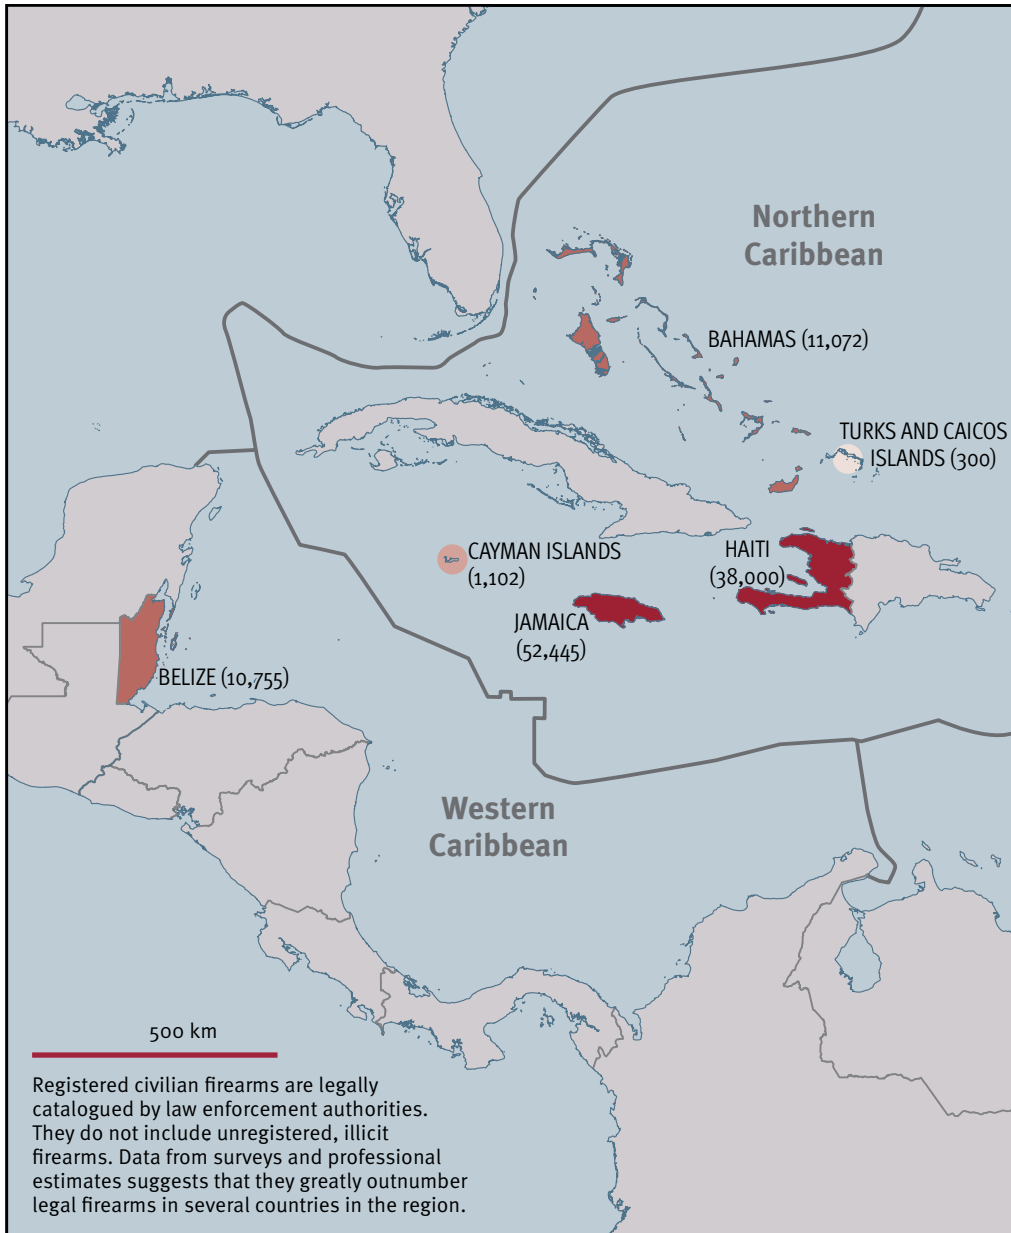 Northern
Caribbean
BAHAMAS (11,072)
TURKS AND CAICOS
ISLANDS (300)
CAYMAN ISLANDS
(1,102)
HAITI
(38,000)
JAMAICA
(52,445)
BELIZE (10,755)
Western
Caribbean
500 km
Registered civilian firearms are legally
catalogued by law enforcement authorities.
They do not include unregistered, illicit
firearms. Data from surveys and professional
estimates suggests that they greatly outnumber
legal firearms in several countries in the region.